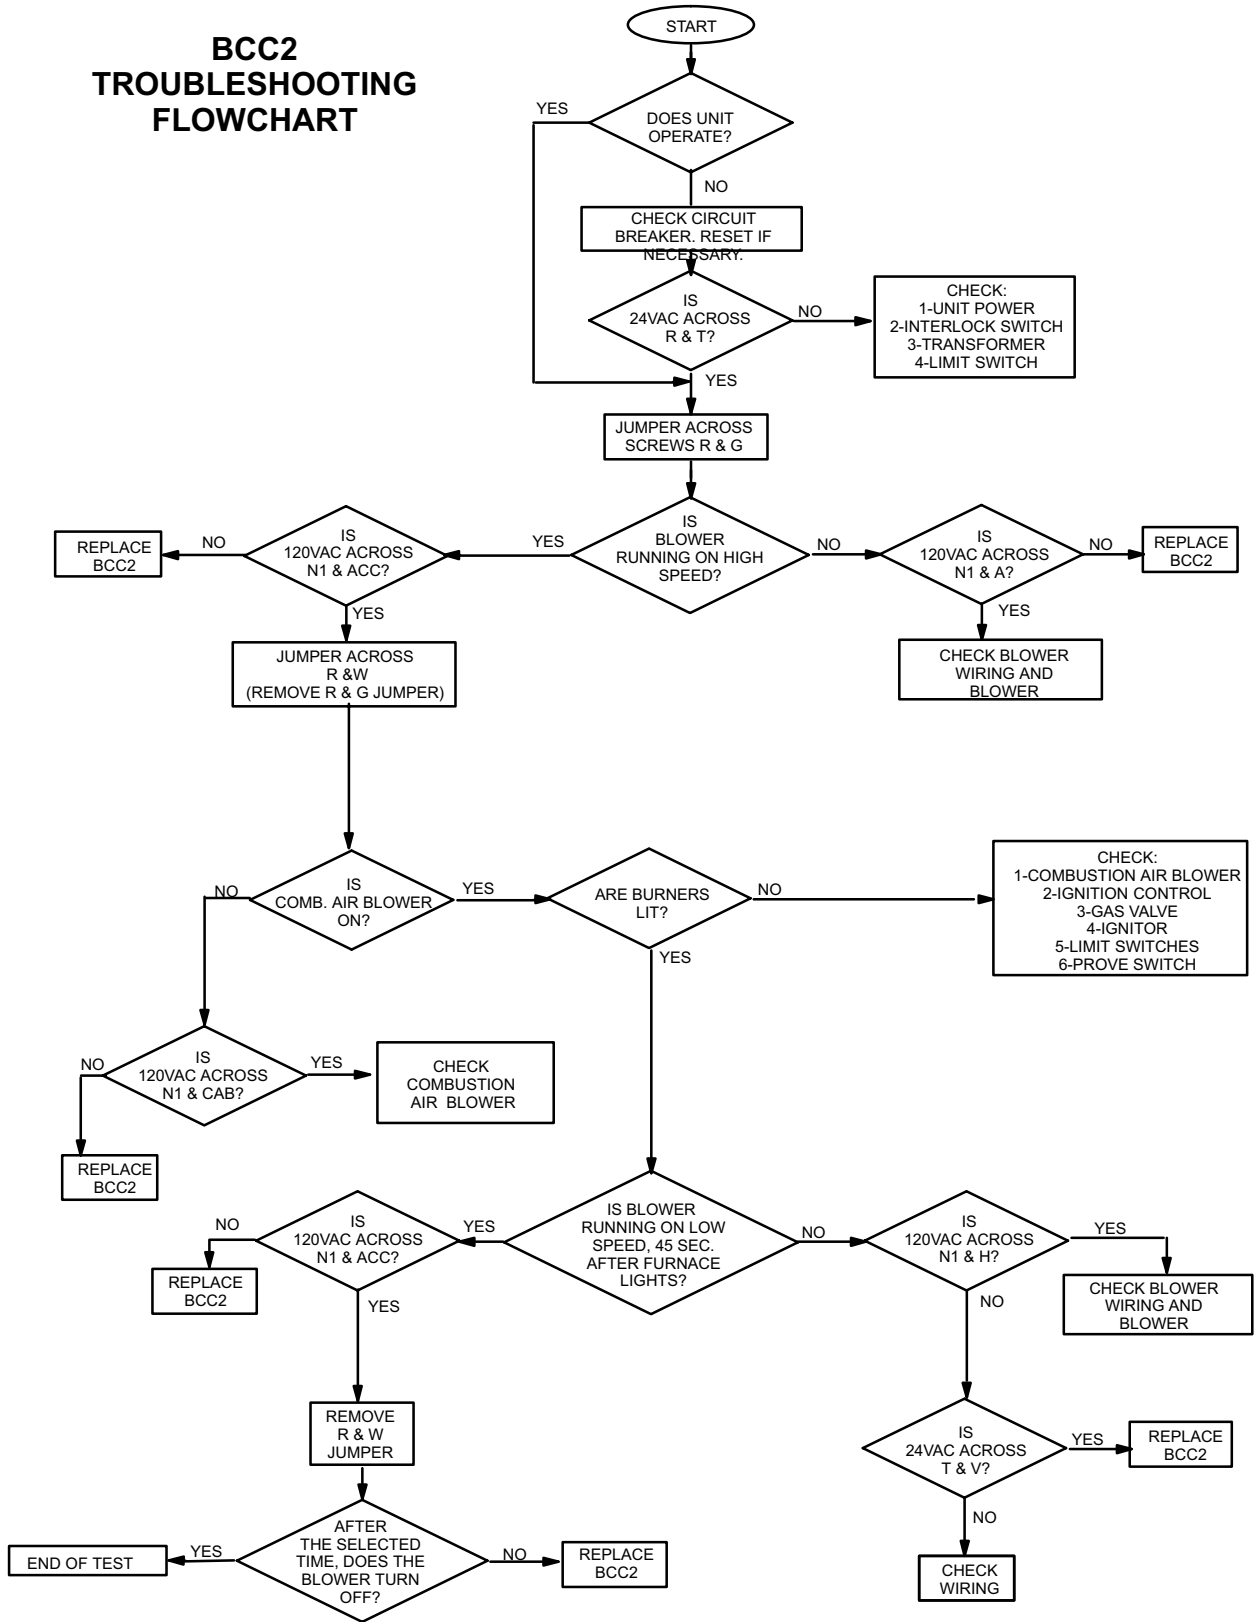 BCC2
TROUBLESHOOTING
FLOWCHART
START
DOES UNIT
OPERATE?
YES
NO
CHECK CIRCUIT
BREAKER. RESET IF
NECESSARY.
IS
24VAC ACROSS
R & T?
NO
CHECK:
1-UNIT POWER
2-INTERLOCK SWITCH
3-TRANSFORMER
4-LIMIT SWITCH
YES
JUMPER ACROSS
SCREWS R & G
IS
BLOWER
RUNNING ON HIGH
SPEED?
YES
IS
120VAC ACROSS
N1 & ACC?
NO
REPLACE
BCC2
NO
IS
120VAC ACROSS
N1 & A?
NO
REPLACE
BCC2
YES
CHECK BLOWER
WIRING AND
BLOWER
YES
JUMPER ACROSS
R &W
(REMOVE R & G JUMPER)
IS
COMB. AIR BLOWER
ON?
NO
YES
ARE BURNERS
LIT?
NO
CHECK:
1-COMBUSTION AIR BLOWER
2-IGNITION CONTROL
3-GAS VALVE
4-IGNITOR
5-LIMIT SWITCHES
6-PROVE SWITCH
YES
IS
120VAC ACROSS
N1 & CAB?
NO
YES
CHECK
COMBUSTION
AIR BLOWER
REPLACE
BCC2
IS BLOWER
RUNNING ON LOW
SPEED, 45 SEC.
AFTER FURNACE
LIGHTS?
YES
IS
120VAC ACROSS
N1 & ACC?
NO
REPLACE
BCC2
YES
NO
IS
120VAC ACROSS
N1 & H?
YES
CHECK BLOWER
WIRING AND
BLOWER
NO
REMOVE
R & W
JUMPER
IS
24VAC ACROSS
T & V?
YES
REPLACE
BCC2
NO
CHECK
WIRING
AFTER
THE SELECTED
TIME, DOES THE
BLOWER TURN
OFF?
YES
END OF TEST
NO
REPLACE
BCC2